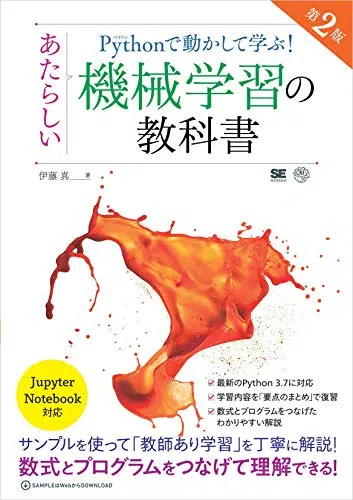 第2版
Pythonで動かして学ぶ!
パイソン
あたらしい
機械学習の
教科書
伊藤 真 著
SE
SHOEISHA
Jupyter
Notebook
対応
最新のPython 3.7に対応
学習内容を「要点のまとめ」で復習
数式とプログラムをつなげた
わかりやすい解説
サンプルを使って「教師あり学習」を丁寧に解説!
数式とプログラムをつなげて理解できる!
SAMPLEはWebからDOWNLOAD